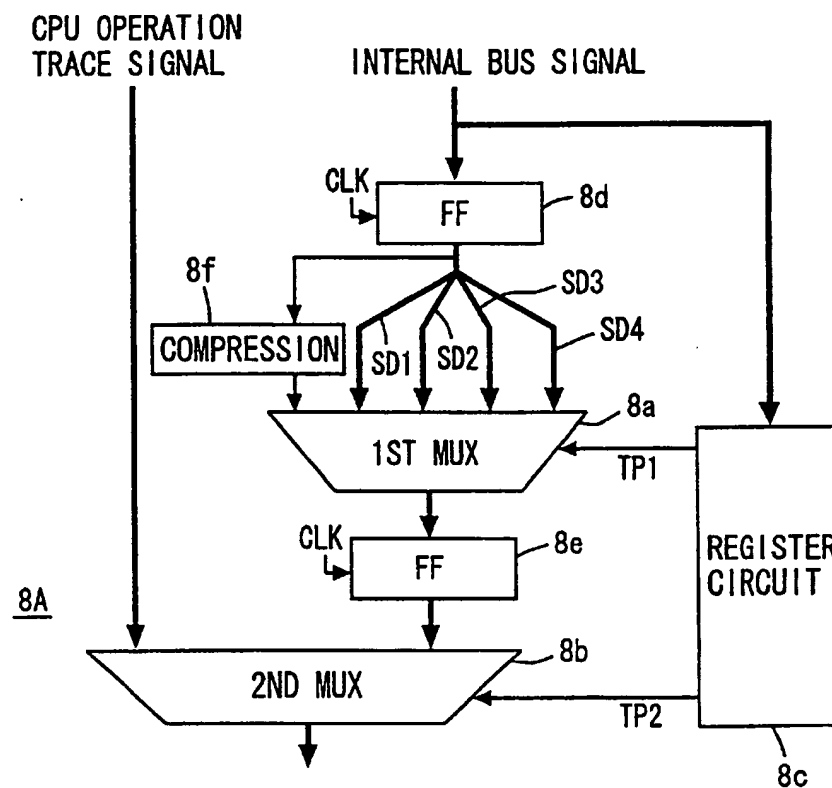 CPU OPERATION
TRACE SIGNAL
INTERNAL BUS SIGNAL
CLK
FF
8d
8f
COMPRESSION
SD1
SD2
SD3
SD4
8a
1ST MUX
TP1
CLK
FF
8e
REGISTER
CIRCUIT
8A
8b
2ND MUX
TP2
8c